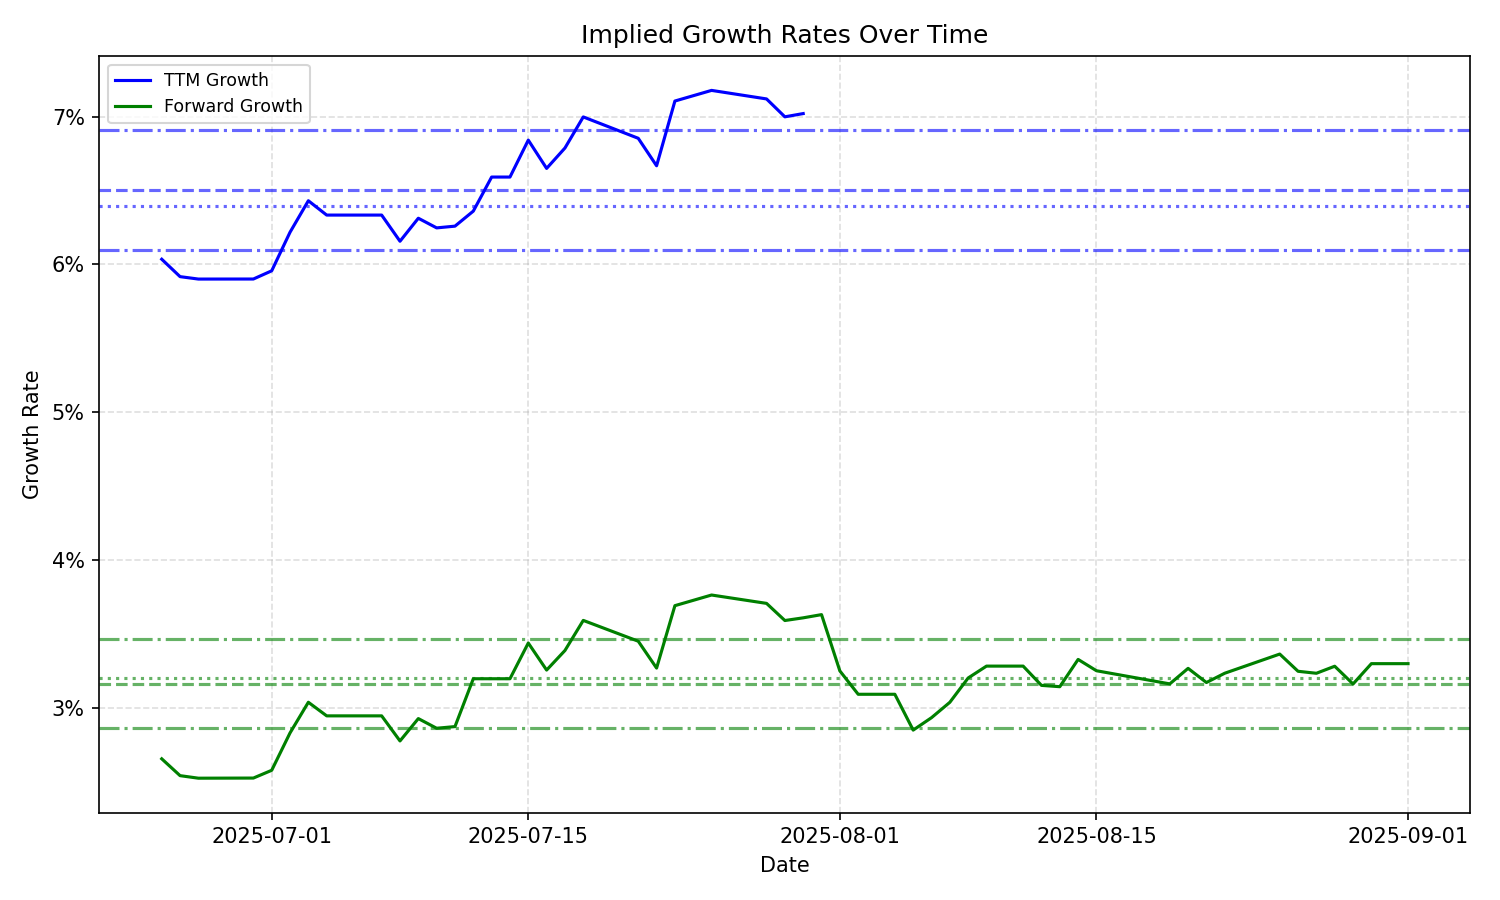 Implied Growth Rates Over Time
TTM Growth
Forward Growth
7%
6%
5%
4%
3%
Growth Rate
2025-07-01
2025-07-15
2025-08-01
2025-08-15
2025-09-01
Date